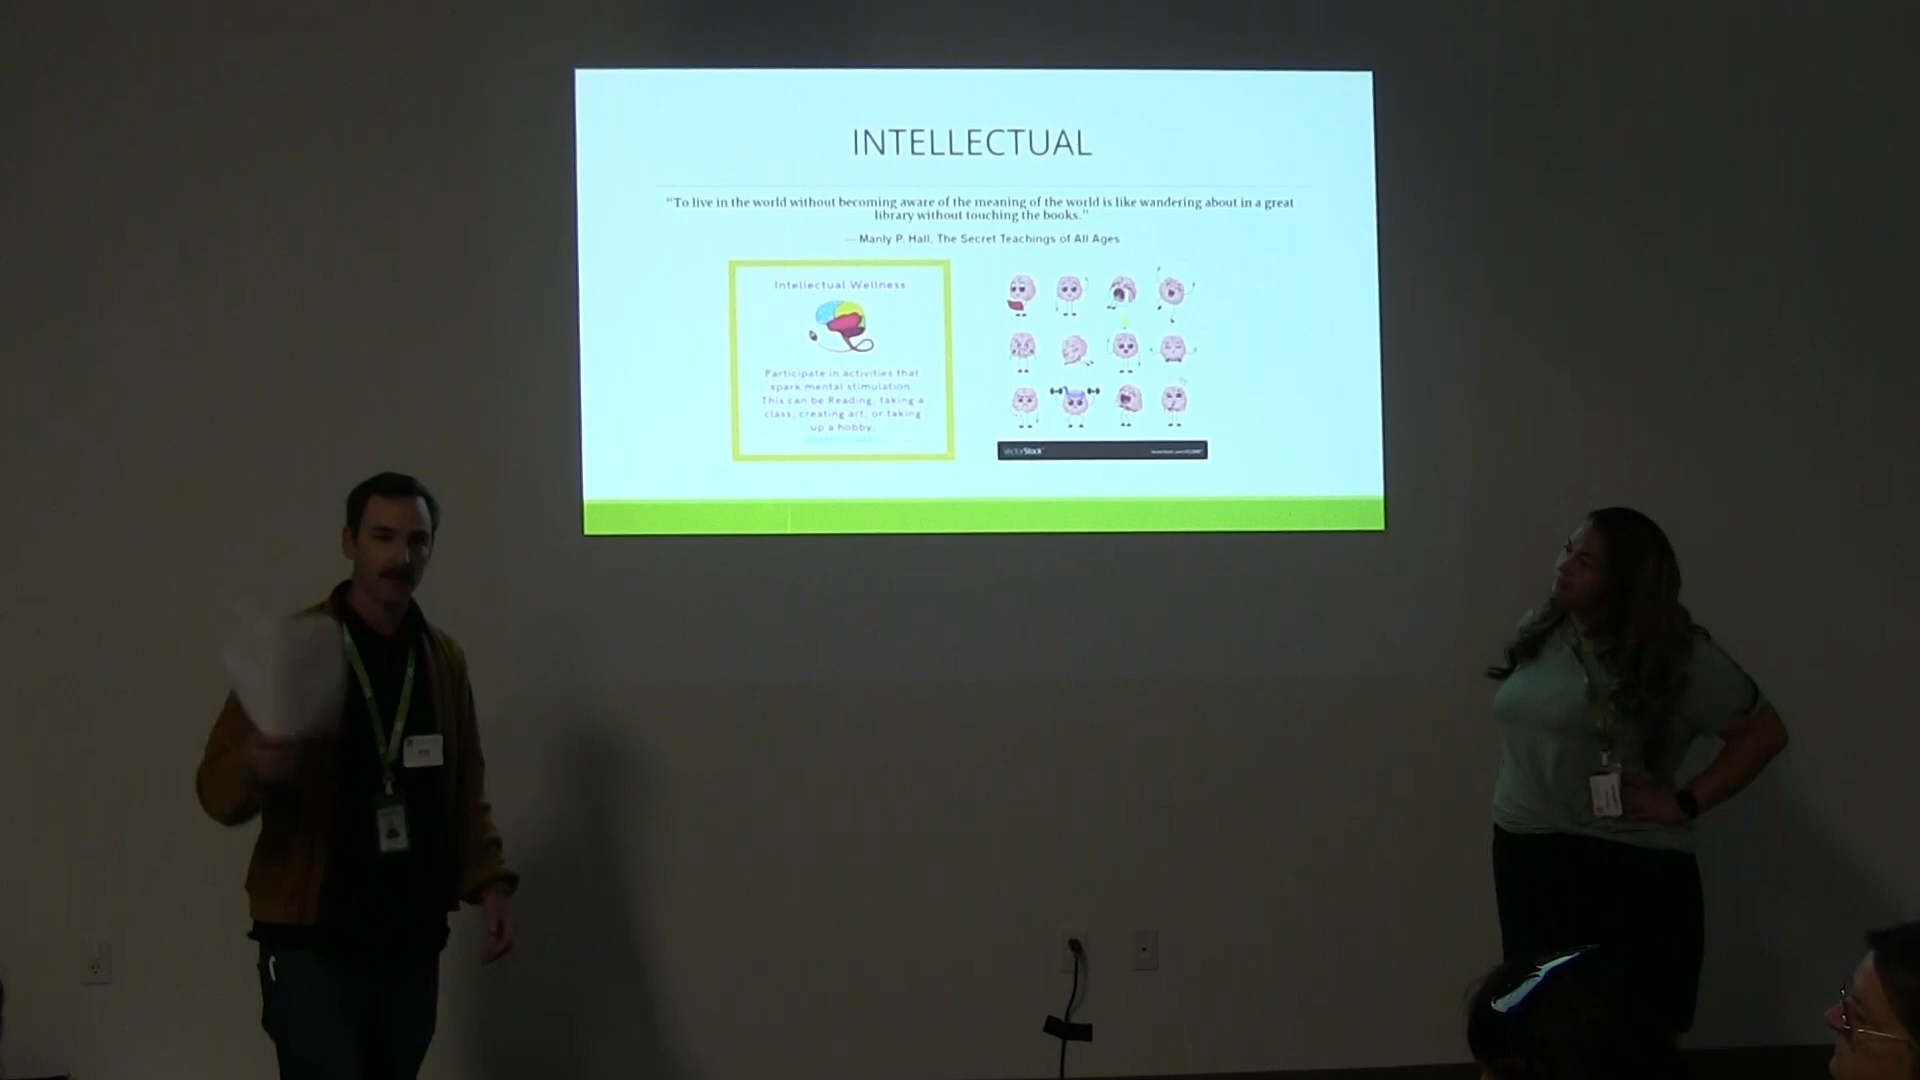 INTELLECTUAL
“To live in the world without becoming aware of the meaning of the world is like wandering about in a great
library without touching the books.”
— Manly P. Hall, The Secret Teachings of All Ages
Intellectual Wellness
Participate in activities that
spark mental stimulation
This can be Reading, taking a
class, creating art, or taking
up a hobby.
VectorStock